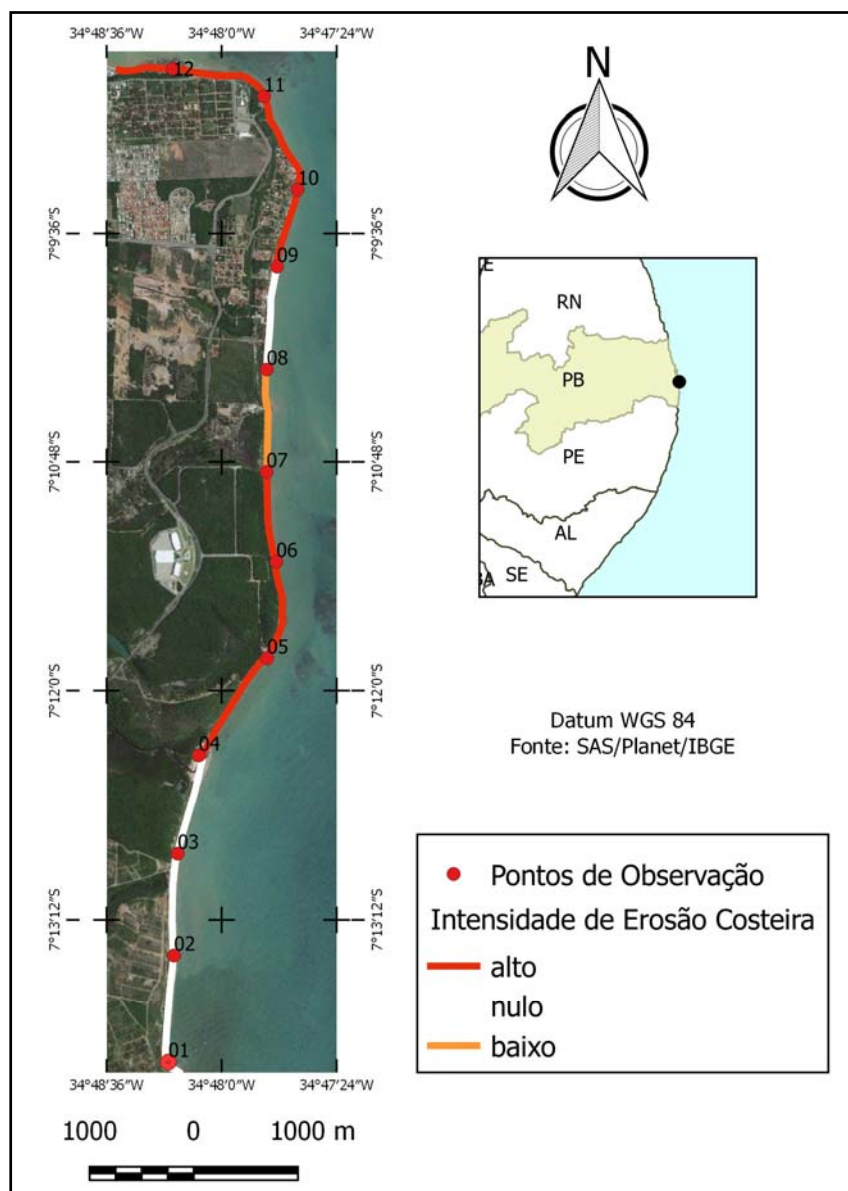 34°48'36"W 34°48'0"W 34°47'24"W
12
11
10
09
08
07
06
05
04
03
02
01
7°9'36"S 7°9'36"S
7°10'48"S 7°10'48"S
7°12'0"S 7°12'0"S
7°13'12"S 7°13'12"S
34°48'36"W 34°48'0"W 34°47'24"W
1000 0 1000 m
N
RN
PB
PE
AL
SE
Datum WGS 84
Fonte: SAS/Planet/IBGE
Pontos de Observação
Intensidade de Erosão Costeira
alto
nulo
baixo